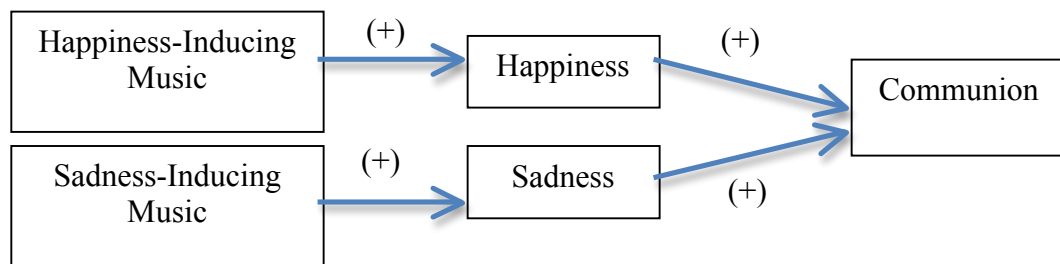 Happiness-Inducing
Music
(+)
Happiness
(+)
Communion
Sadness-Inducing
Music
(+)
Sadness
(+)